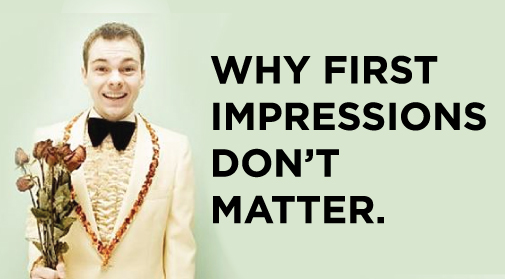 WHY FIRST
IMPRESSIONS
DON'T
MATTER.